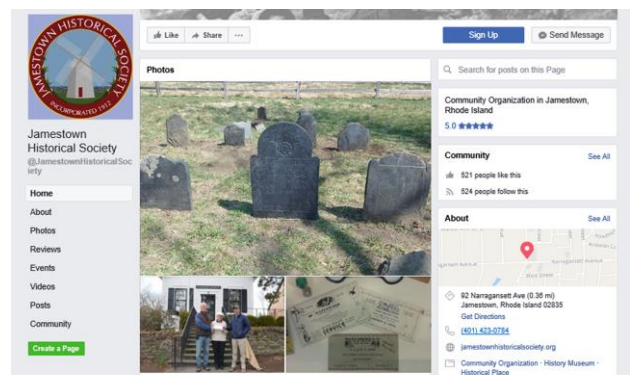 JAMESTOWN HISTORICAL SOCIETY
INCORPORATED 1912
Jamestown
Historical Society
@JamestownHistoricalSoc
iety
Home
About
Photos
Reviews
Events
Videos
Posts
Community
Create a Page
Like
Share
Sign Up
Send Message
Photos
Search for posts on this Page
Community Organization in Jamestown,
Rhode Island
5.0
Community
See All
521 people like this
524 people follow this
About
See All
Narragansett Avenue
92 Narragansett Ave (0.36 mi)
Jamestown, Rhode Island 02835
Get Directions
(401) 423-0784
jamestownhistoricalsociety.org
Community Organization · History Museum ·
Historical Place